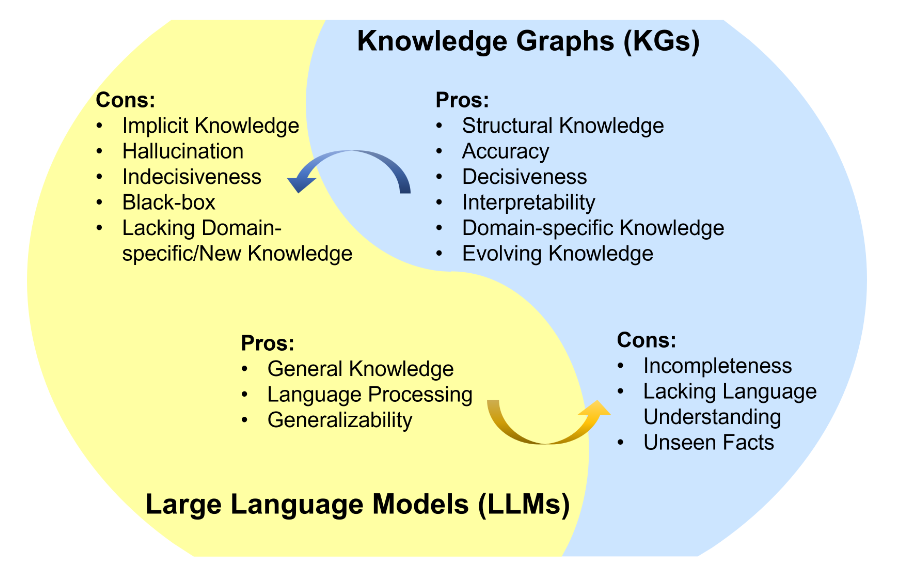 Knowledge Graphs (KGs)
Cons:
• Implicit Knowledge
• Hallucination
• Indecisiveness
• Black-box
• Lacking Domain-
specific/New Knowledge
Pros:
• Structural Knowledge
• Accuracy
• Decisiveness
• Interpretability
• Domain-specific Knowledge
• Evolving Knowledge
Pros:
• General Knowledge
• Language Processing
• Generalizability
Cons:
• Incompleteness
• Lacking Language
Understanding
• Unseen Facts
Large Language Models (LLMs)